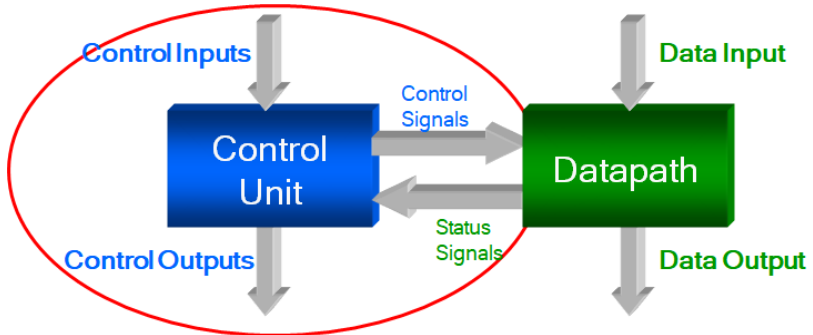 Control Inputs
Data Input
Control
Signals
Control
Unit
Datapath
Status
Signals
Control Outputs
Data Output